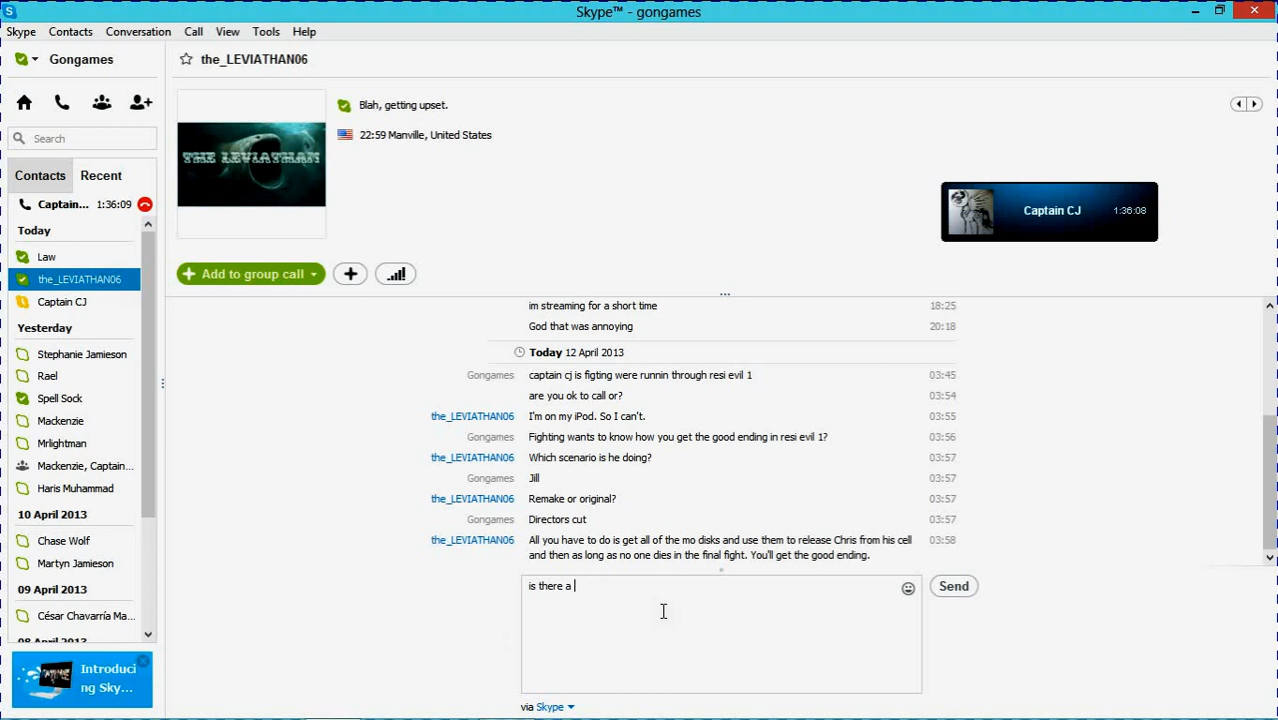 Skype™ - gongames
Skype Contacts Conversation Call View Tools Help
Gongames
Search
Contacts Recent
Captain... 1:36:09
Today
Law
the_LEVIATHAN06
Captain CJ
Yesterday
Stephanie Jamieson
Rael
Spell Sock
Mackenzie
Mrlightman
Mackenzie, Captain...
Haris Muhammad
10 April 2013
Chase Wolf
Martyn Jamieson
09 April 2013
César Chavarría Ma...
08 April 2013
Introduci
ng Sky...
the_LEVIATHAN06
THE LEVIATHAN
Blah, getting upset.
22:59 Manville, United States
Captain CJ 1:36:08
Add to group call
im streaming for a short time 18:25
God that was annoying 20:18
Today 12 April 2013
Gongames captain cj is figting were runnin through resi evil 1 03:45
are you ok to call or? 03:54
the_LEVIATHAN06 I'm on my iPod. So I can't. 03:55
Gongames Fighting wants to know how you get the good ending in resi evil 1? 03:56
the_LEVIATHAN06 Which scenario is he doing? 03:57
Gongames Jill 03:57
the_LEVIATHAN06 Remake or original? 03:57
Gongames Directors cut 03:57
the_LEVIATHAN06 All you have to do is get all of the mo disks and use them to release Chris from his cell 03:58
and then as long as no one dies in the final fight. You'll get the good ending.
is there a
Send
via Skype